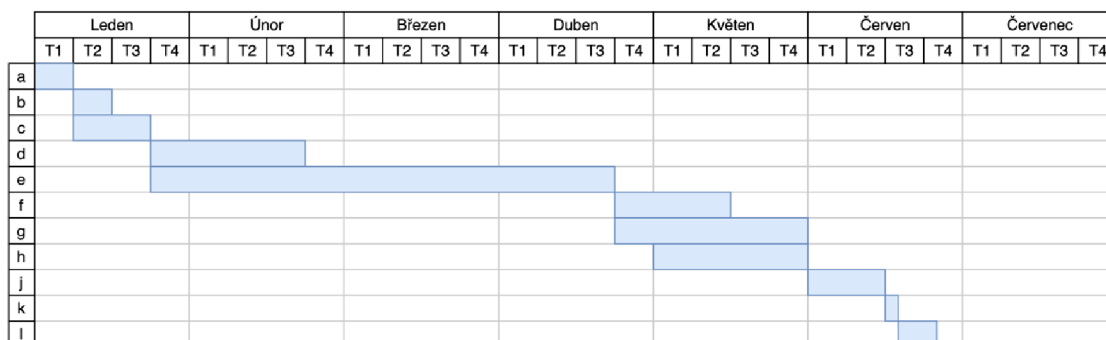 Leden Únor Březen Duben Květen Červen Červenec
T1 T2 T3 T4 T1 T2 T3 T4 T1 T2 T3 T4 T1 T2 T3 T4 T1 T2 T3 T4 T1 T2 T3 T4 T1 T2 T3 T4
a
b
c
d
e
f
g
h
j
k
l